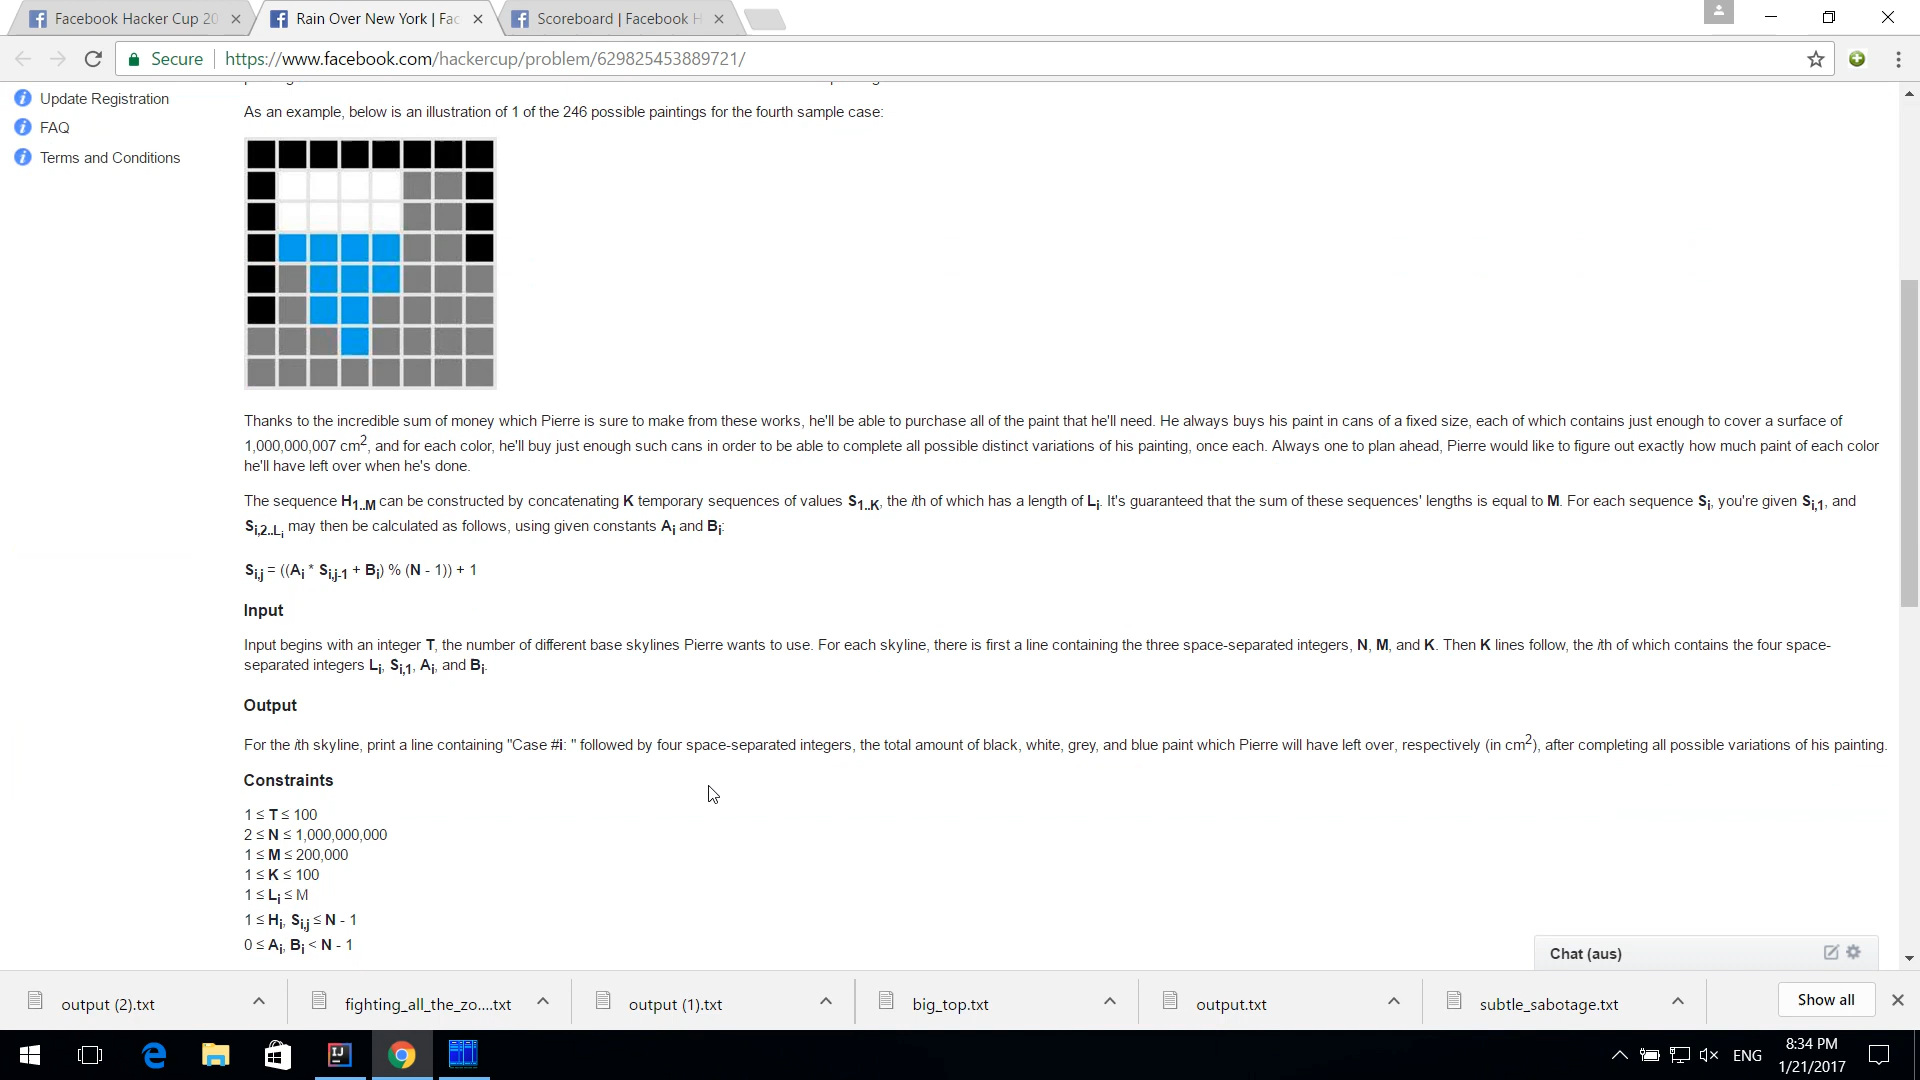 Facebook Hacker Cup 20
Rain Over New York | Fac
Scoreboard | Facebook H
Secure
https://www.facebook.com/hackercup/problem/629825453889721/
Update Registration
FAQ
Terms and Conditions
As an example, below is an illustration of 1 of the 246 possible paintings for the fourth sample case:
Thanks to the incredible sum of money which Pierre is sure to make from these works, he'll be able to purchase all of the paint that he'll need. He always buys his paint in cans of a fixed size, each of which contains just enough to cover a surface of
1,000,000,007 cm2, and for each color, he'll buy just enough such cans in order to be able to complete all possible distinct variations of his painting, once each. Always one to plan ahead, Pierre would like to figure out exactly how much paint of each color
he'll have left over when he's done.
The sequence H1..M can be constructed by concatenating K temporary sequences of values S1..K, the ith of which has a length of Li. It's guaranteed that the sum of these sequences' lengths is equal to M. For each sequence Si, you're given Si,1, and
Si,2..Li may then be calculated as follows, using given constants Ai and Bi:
Si,j = ((Ai * Si,j-1 + Bi) % (N - 1)) + 1
Input
Input begins with an integer T, the number of different base skylines Pierre wants to use. For each skyline, there is first a line containing the three space-separated integers, N, M, and K. Then K lines follow, the ith of which contains the four space-
separated integers Li, Si,1, Ai, and Bi.
Output
For the ith skyline, print a line containing "Case #i: " followed by four space-separated integers, the total amount of black, white, grey, and blue paint which Pierre will have left over, respectively (in cm2), after completing all possible variations of his painting.
Constraints
1 ≤ T ≤ 100
2 ≤ N ≤ 1,000,000,000
1 ≤ M ≤ 200,000
1 ≤ K ≤ 100
1 ≤ Li ≤ M
1 ≤ Hi, Si,j ≤ N - 1
0 ≤ Ai, Bi < N - 1
Chat (aus)
output (2).txt
fighting_all_the_zo....txt
output (1).txt
big_top.txt
output.txt
subtle_sabotage.txt
Show all
IJ
ENG
8:34 PM
1/21/2017